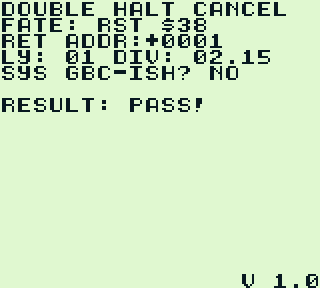 DOUBLE HALT CANCEL
FATE: RST $38
RET ADDR:+0001
LY: 01 DIV: 02.15
SYS GBC-ISH? NO
RESULT: PASS!
V 1.0